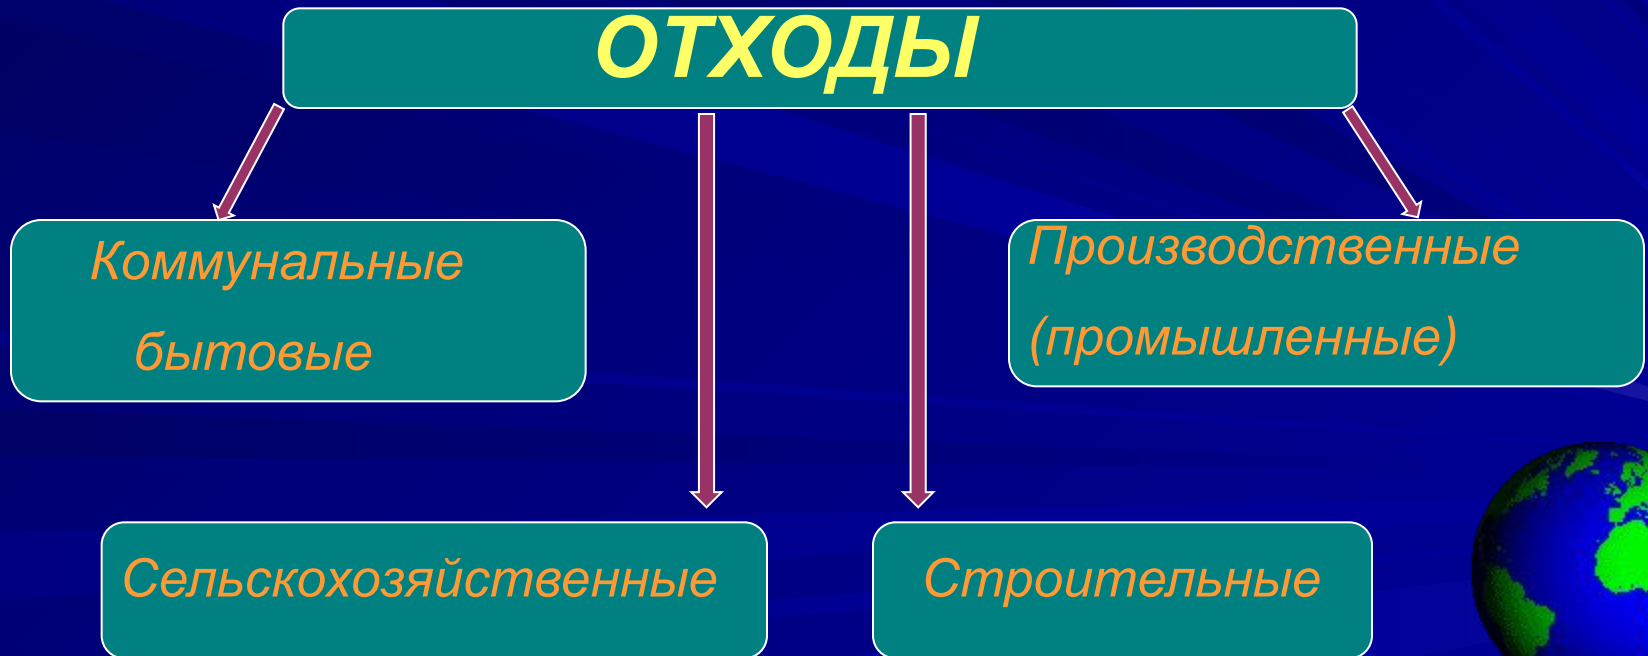 ОТХОДЫ
Коммунальные
бытовые
Производственные
(промышленные)
Сельскохозяйственные
Строительные